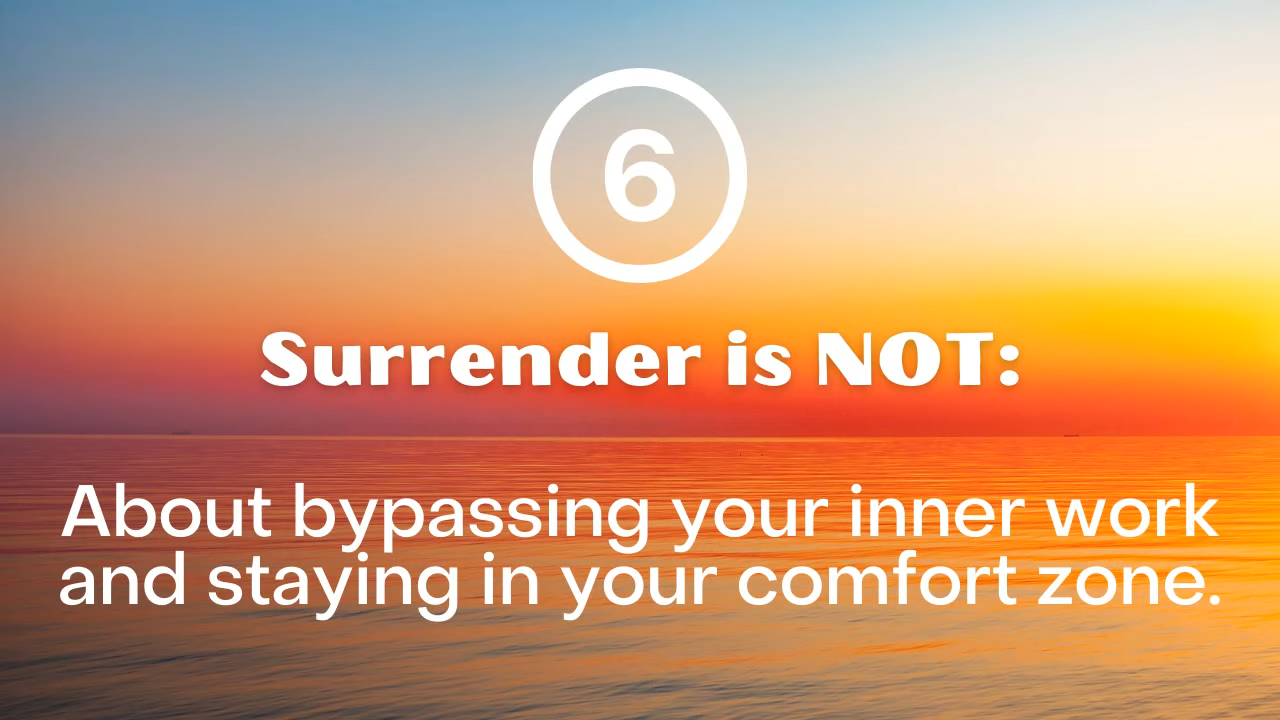 6
Surrender is NOT:
About bypassing your inner work
and staying in your comfort zone.